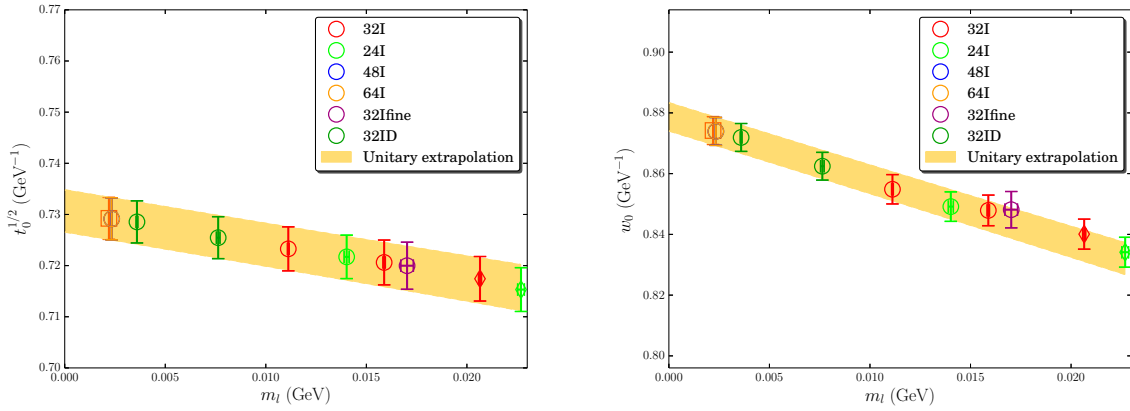 0.77
0.76
0.75
0.74
0.73
0.72
0.71
0.70
t_0^{1/2} (GeV^{-1})
0.000 0.005 0.010 0.015 0.020
m_l (GeV)
32I
24I
48I
64I
32Ifine
32ID
Unitary extrapolation
0.90
0.88
0.86
0.84
0.82
0.80
w_0 (GeV^{-1})
0.000 0.005 0.010 0.015 0.020
m_l (GeV)
32I
24I
48I
64I
32Ifine
32ID
Unitary extrapolation